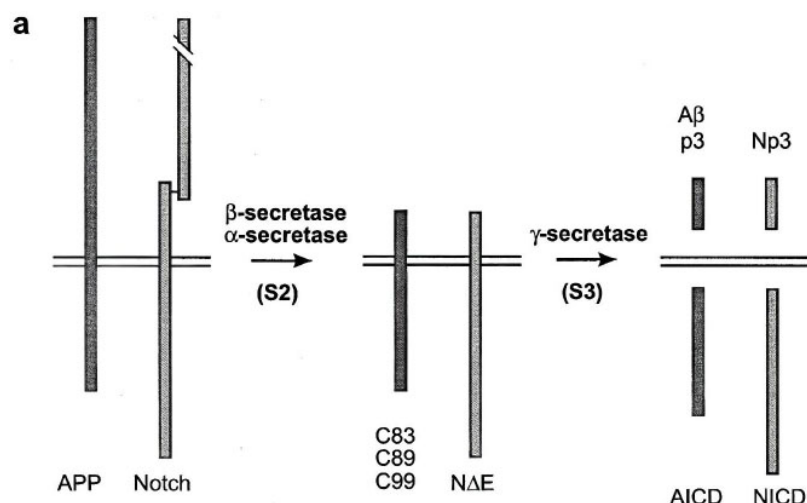 a
APP
Notch
β-secretase
α-secretase
(S2)
C83
C89
C99
NΔE
γ-secretase
(S3)
Aβ
p3
Np3
AICD
NICD